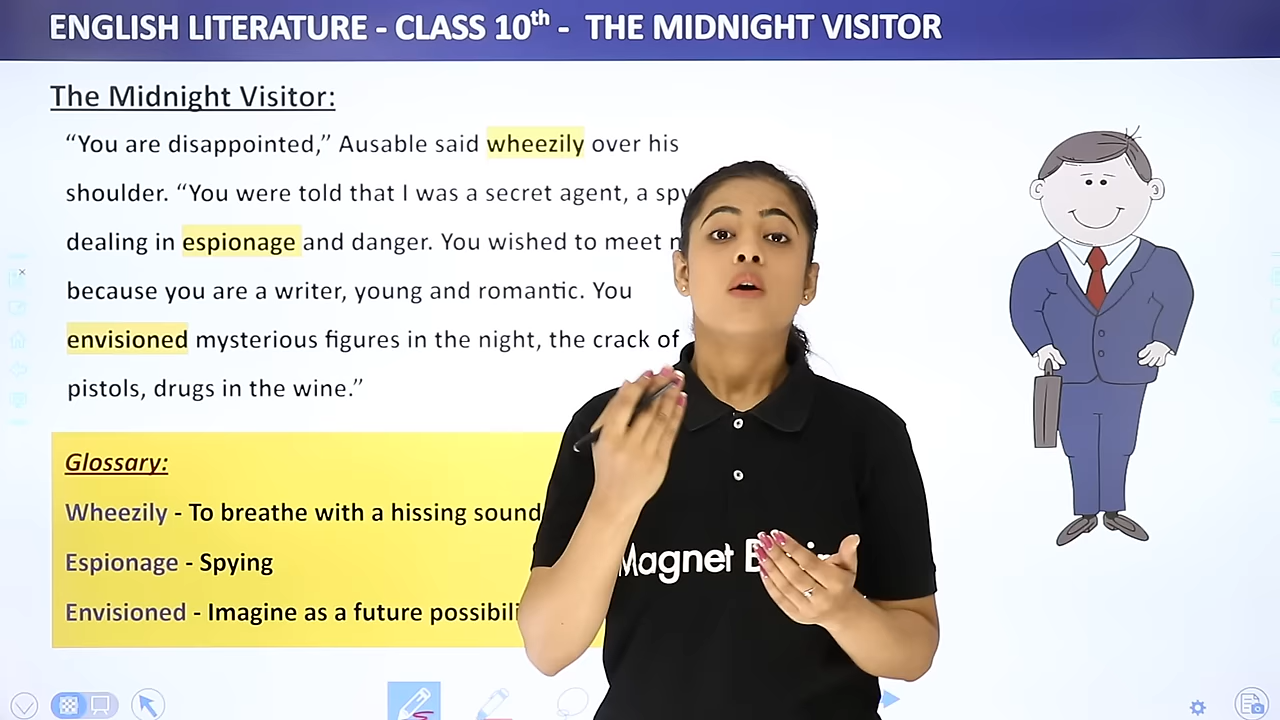 ENGLISH LITERATURE - CLASS 10th - THE MIDNIGHT VISITOR
The Midnight Visitor:
“You are disappointed,” Ausable said wheezily over his
shoulder. “You were told that I was a secret agent, a spy
dealing in espionage and danger. You wished to meet
because you are a writer, young and romantic. You
envisioned mysterious figures in the night, the crack of
pistols, drugs in the wine.”
Glossary:
Wheezily - To breathe with a hissing sound
Espionage - Spying
Envisioned - Imagine as a future
Magnet